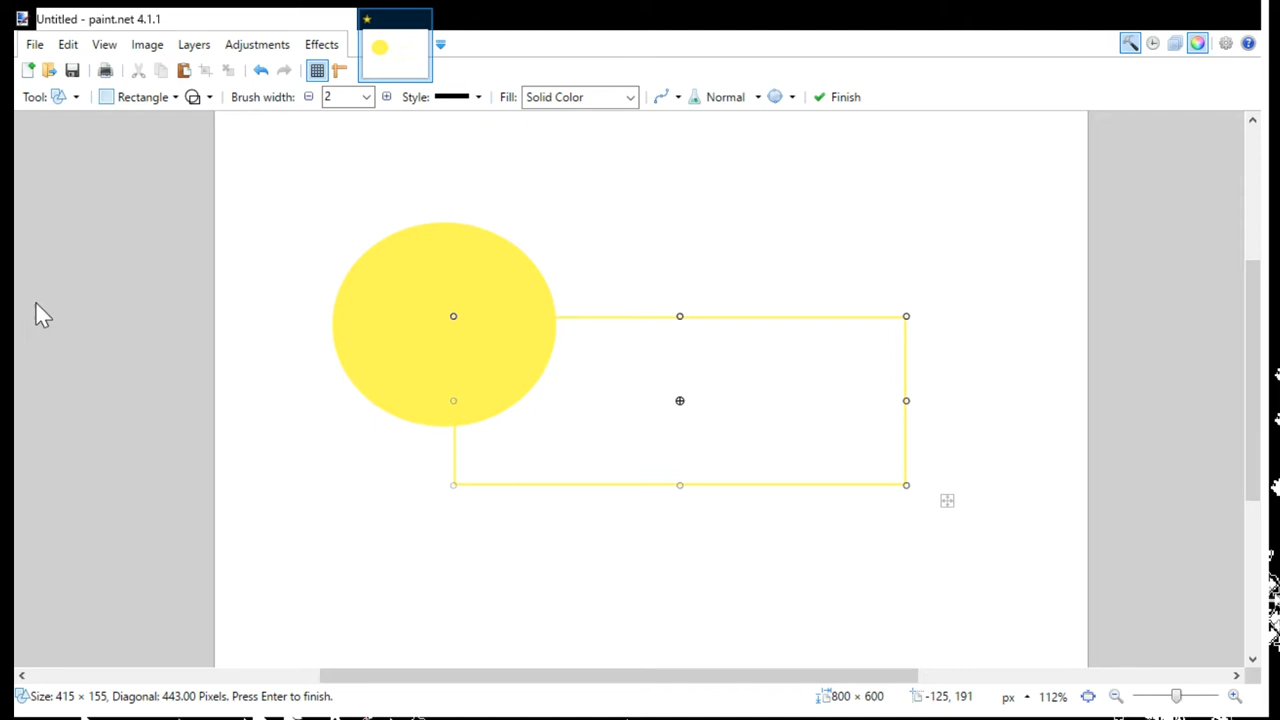 Untitled - paint.net 4.1.1
File Edit View Image Layers Adjustments Effects
Tool: Rectangle Brush width: 2 Style: Fill: Solid Color Normal Finish
Size: 415 × 155, Diagonal: 443.00 Pixels. Press Enter to finish. 800 × 600 -125, 191 px 112%